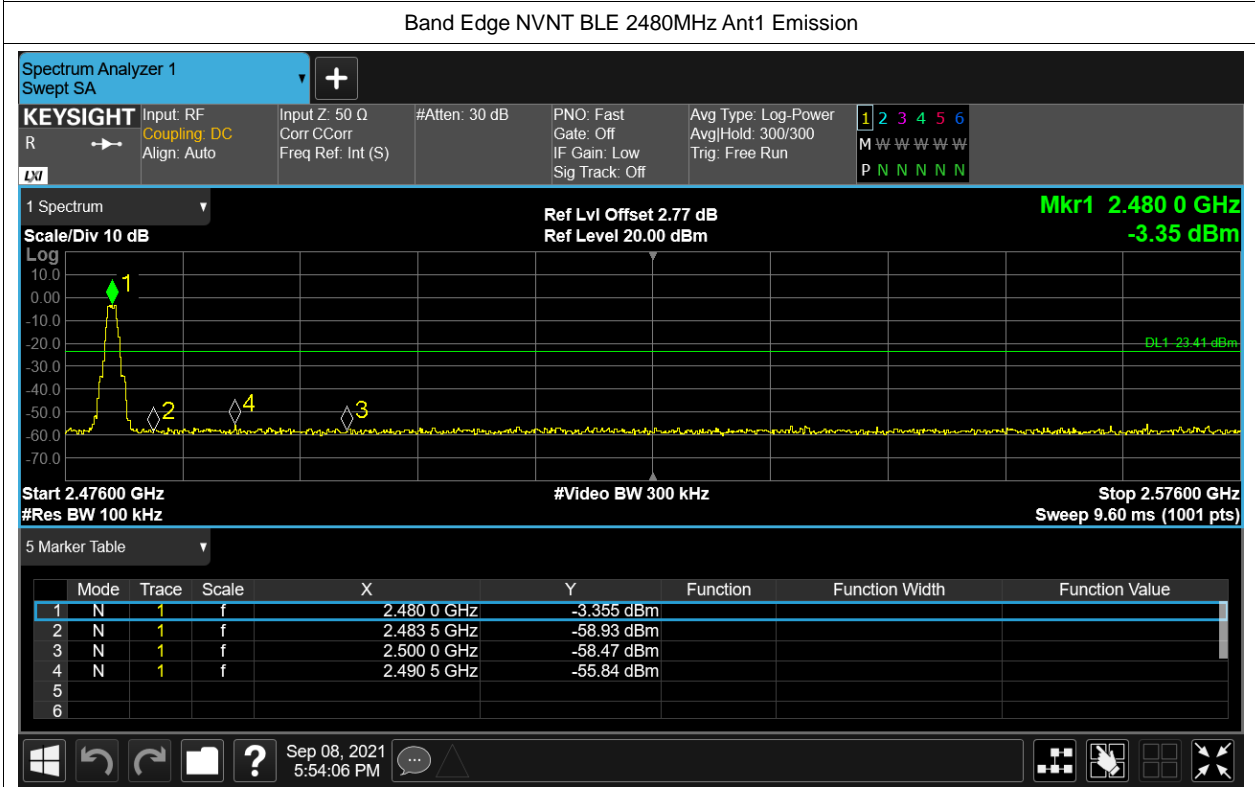 Band Edge NVNT BLE 2480MHz Ant1 Emission
Spectrum Analyzer 1
Swept SA
+
KEYSIGHT
R
LXI
Input: RF
Coupling: DC
Align: Auto
Input Z: 50 Ω
Corr CCorr
Freq Ref: Int (S)
#Atten: 30 dB
PNO: Fast
Gate: Off
IF Gain: Low
Sig Track: Off
Avg Type: Log-Power
Avg|Hold: 300/300
Trig: Free Run
1 2 3 4 5 6
M W W W W W
P N N N N N
1 Spectrum
Scale/Div 10 dB
Ref Lvl Offset 2.77 dB
Ref Level 20.00 dBm
Mkr1 2.480 0 GHz
-3.35 dBm
Log
10.0
0.00
-10.0
-20.0
-30.0
-40.0
-50.0
-60.0
-70.0
1
2
4
3
DL1 -23.41 dBm
Start 2.47600 GHz
#Res BW 100 kHz
#Video BW 300 kHz
Stop 2.57600 GHz
Sweep 9.60 ms (1001 pts)
5 Marker Table
Mode Trace Scale X Y Function Function Width Function Value
1 N 1 f 2.480 0 GHz -3.355 dBm
2 N 1 f 2.483 5 GHz -58.93 dBm
3 N 1 f 2.500 0 GHz -58.47 dBm
4 N 1 f 2.490 5 GHz -55.84 dBm
5
6
?
Sep 08, 2021
5:54:06 PM